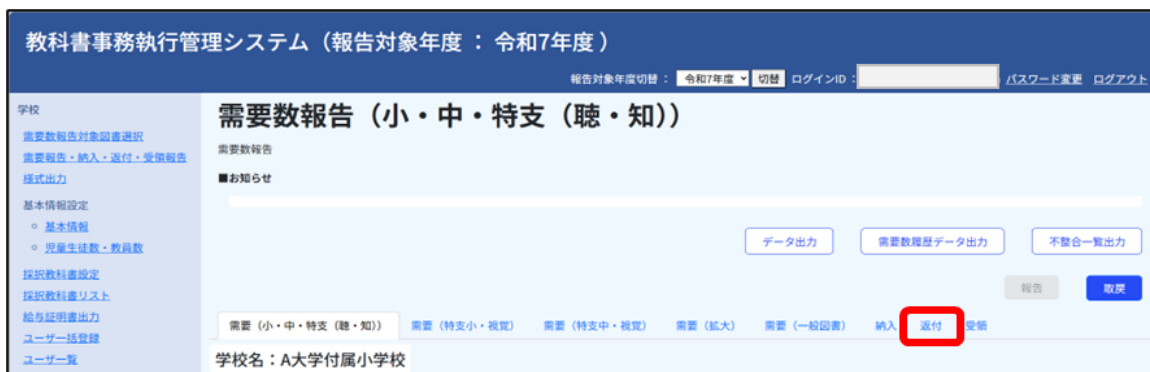 教科書事務執行管理システム（報告対象年度 ： 令和7年度 ）
報告対象年度切替 ： 令和7年度 切替 ログインID ： パスワード変更 ログアウト
学校
需要数報告対象図書選択
需要報告・納入・返付・受領報告
様式出力
基本情報設定
基本情報
児童生徒数・教員数
採択教科書設定
採択教科書リスト
給与証明書出力
ユーザー一括登録
ユーザー一覧
需要数報告（小・中・特支（聴・知））
需要数報告
■お知らせ
データ出力 需要数履歴データ出力 不整合一覧出力
報告 取戻
需要（小・中・特支（聴・知）） 需要（特支小・視覚） 需要（特支中・視覚） 需要（拡大） 需要（一般図書） 納入 返付 受領
学校名：A大学付属小学校